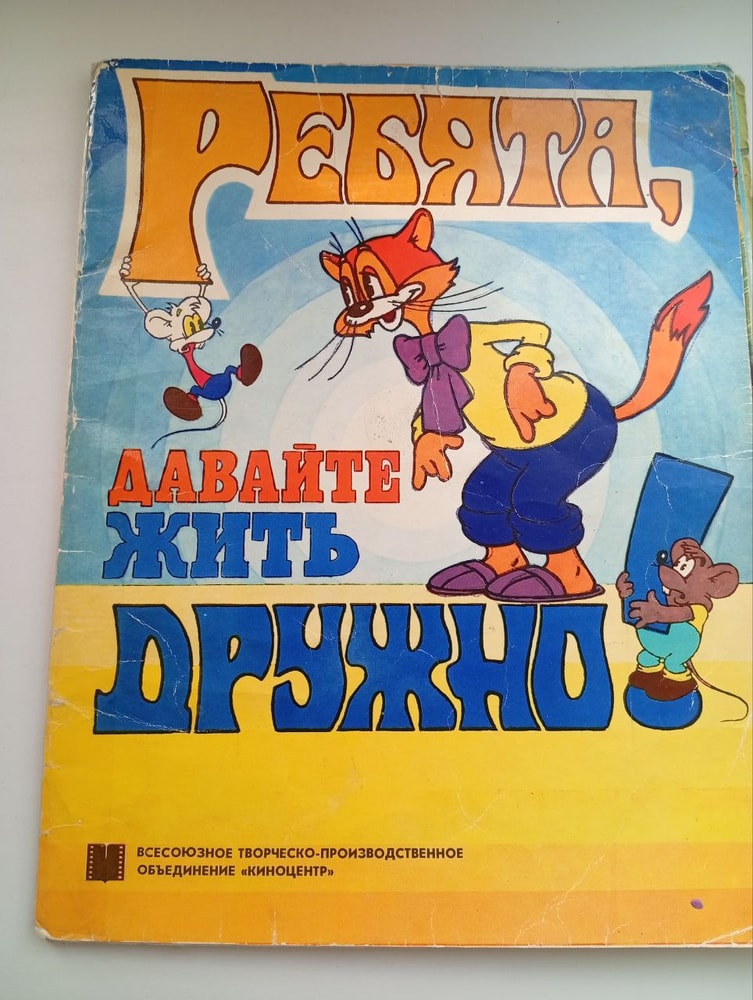 РЕБЯТА,
ДАВАЙТЕ
ЖИТЬ
ДРУЖНО!
ВСЕСОЮЗНОЕ ТВОРЧЕСКО-ПРОИЗВОДСТВЕННОЕ
ОБЪЕДИНЕНИЕ «КИНОЦЕНТР»